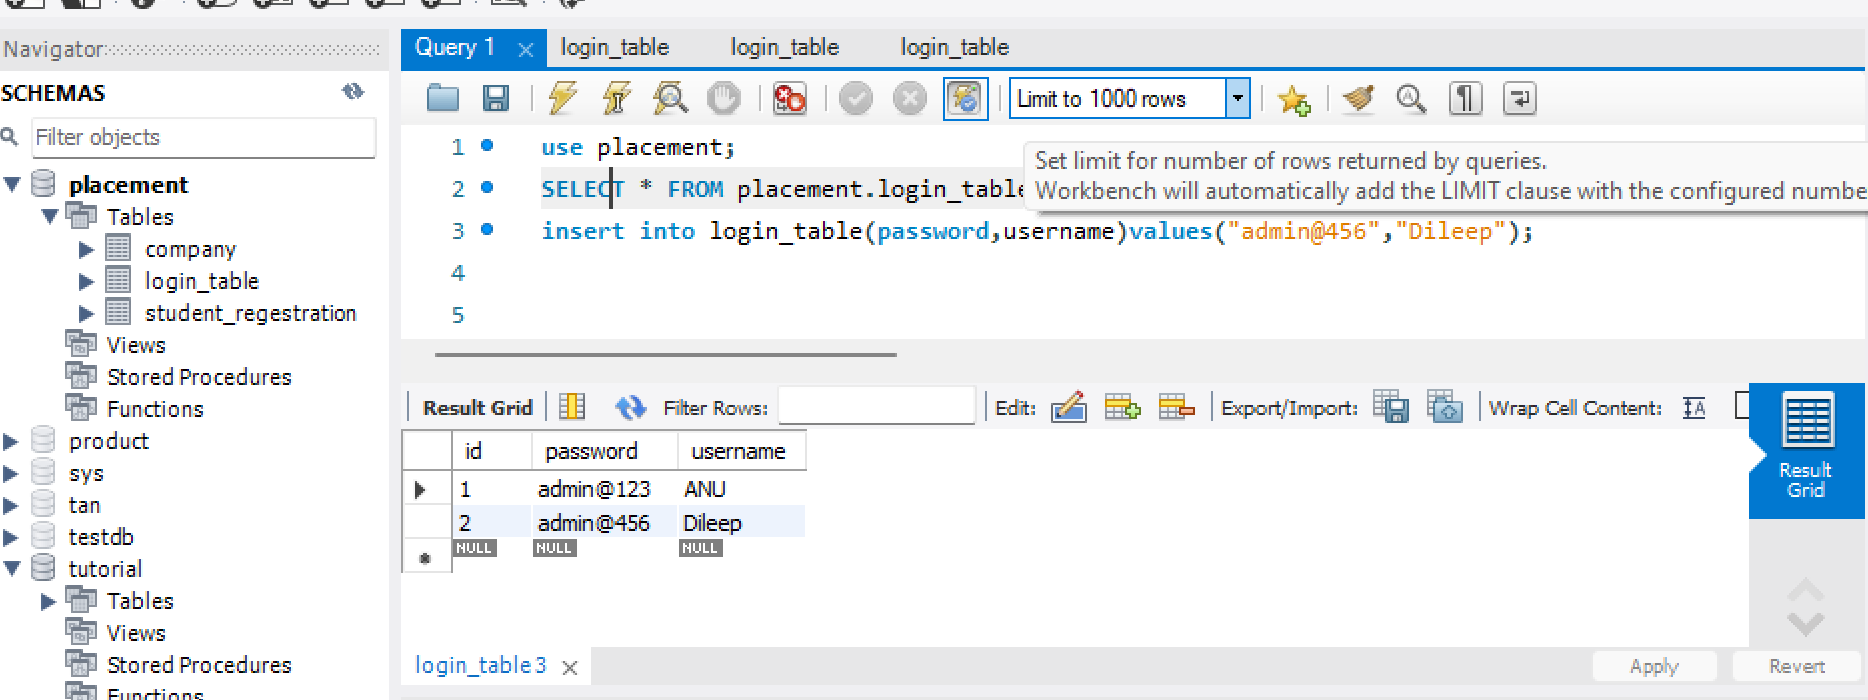 Navigator
SCHEMAS
Filter objects
placement
Tables
company
login_table
student_regestration
Views
Stored Procedures
Functions
product
sys
tan
testdb
tutorial
Tables
Views
Stored Procedures
Functions
Query 1
login_table
login_table
login_table
Limit to 1000 rows
1 use placement;
2 SELECT * FROM placement.login_table
3 insert into login_table(password,username)values("admin@456","Dileep");
4
5
Set limit for number of rows returned by queries.
Workbench will automatically add the LIMIT clause with the configured numbe
Result Grid
Filter Rows:
Edit:
Export/Import:
Wrap Cell Content:
id password username
1 admin@123 ANU
2 admin@456 Dileep
NULL NULL NULL
Result
Grid
login_table 3
Apply
Revert